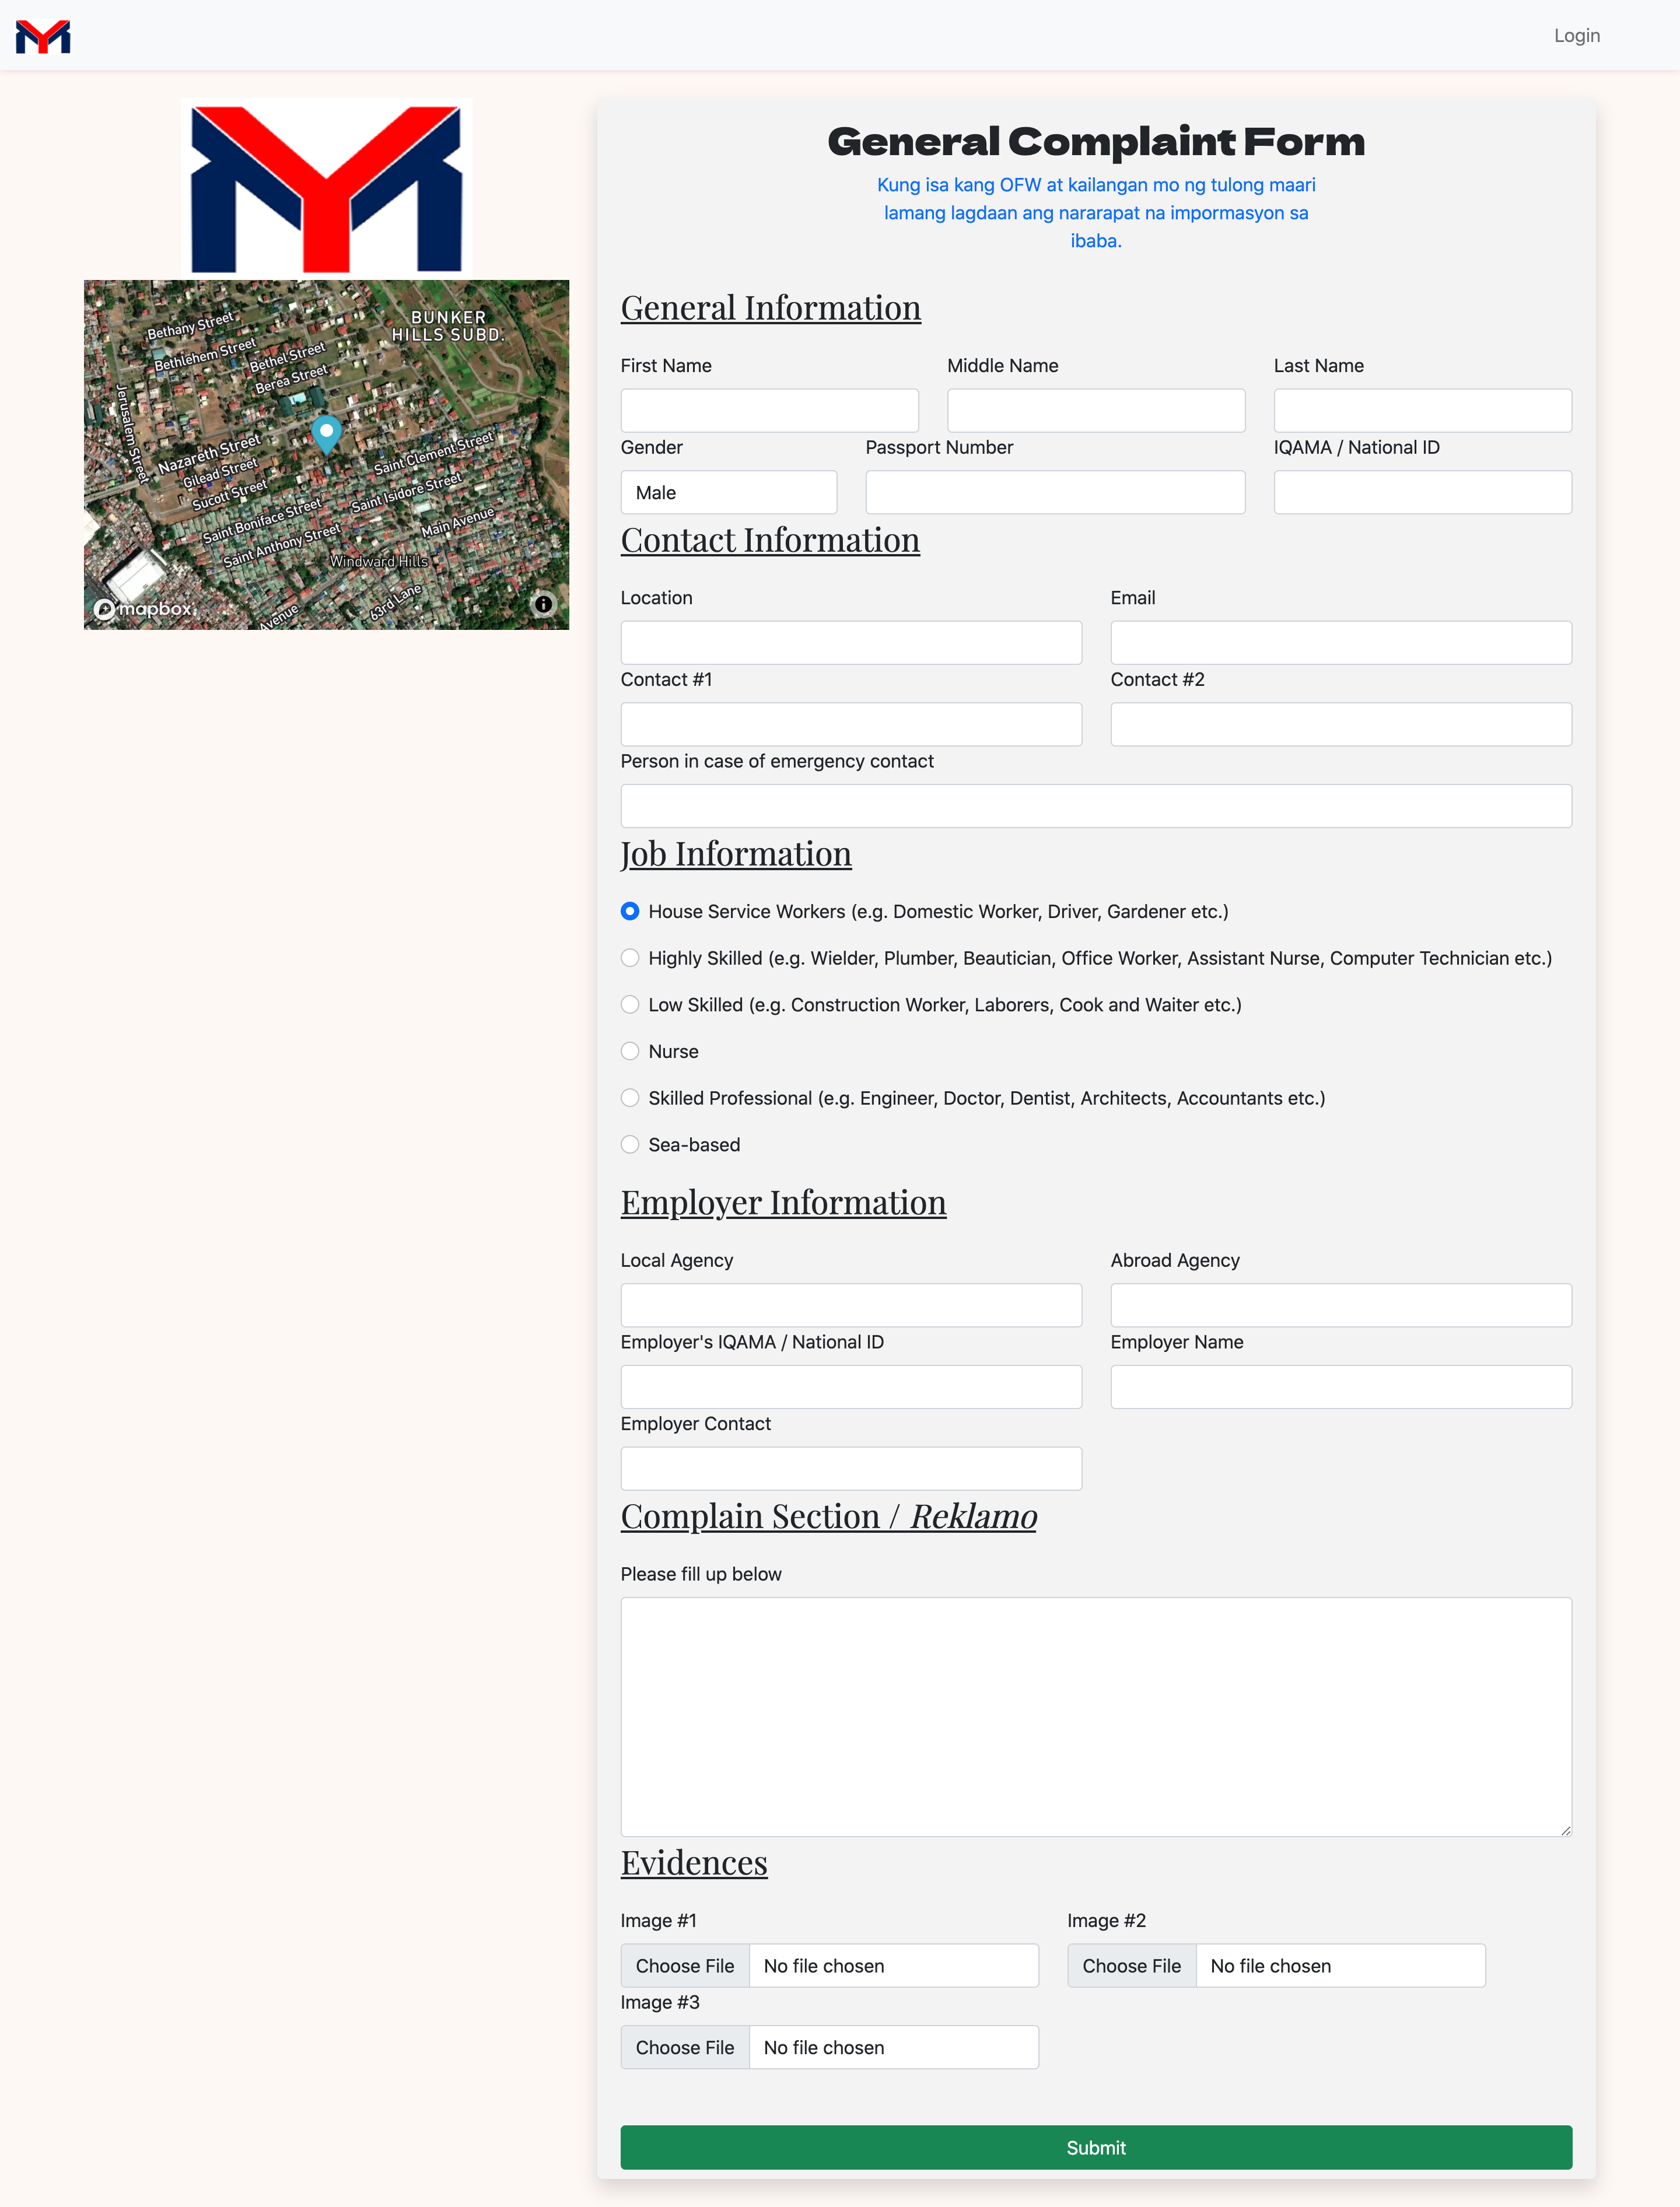 Login
General Complaint Form
Kung isa kang OFW at kailangan mo ng tulong maari
lamang lagdaan ang nararapat na impormasyon sa
ibaba.
BUNKER
HILLS SUBD.
Bethany Street
Bethlehem Street
Bethel Street
Berea Street
Jerusalem Street
Nazareth Street
Gilead Street
Sucott Street
Saint Clement Street
Saint Isidore Street
Saint Boniface Street
Main Avenue
Saint Anthony Street
Windward Hills
63rd Lane
Avenue
mapbox
General Information
First Name Middle Name Last Name
Gender Passport Number IQAMA / National ID
Male
Contact Information
Location Email
Contact #1 Contact #2
Person in case of emergency contact
Job Information
House Service Workers (e.g. Domestic Worker, Driver, Gardener etc.)
Highly Skilled (e.g. Wielder, Plumber, Beautician, Office Worker, Assistant Nurse, Computer Technician etc.)
Low Skilled (e.g. Construction Worker, Laborers, Cook and Waiter etc.)
Nurse
Skilled Professional (e.g. Engineer, Doctor, Dentist, Architects, Accountants etc.)
Sea-based
Employer Information
Local Agency Abroad Agency
Employer's IQAMA / National ID Employer Name
Employer Contact
Complain Section / Reklamo
Please fill up below
Evidences
Image #1 Image #2
Choose File No file chosen Choose File No file chosen
Image #3
Choose File No file chosen
Submit